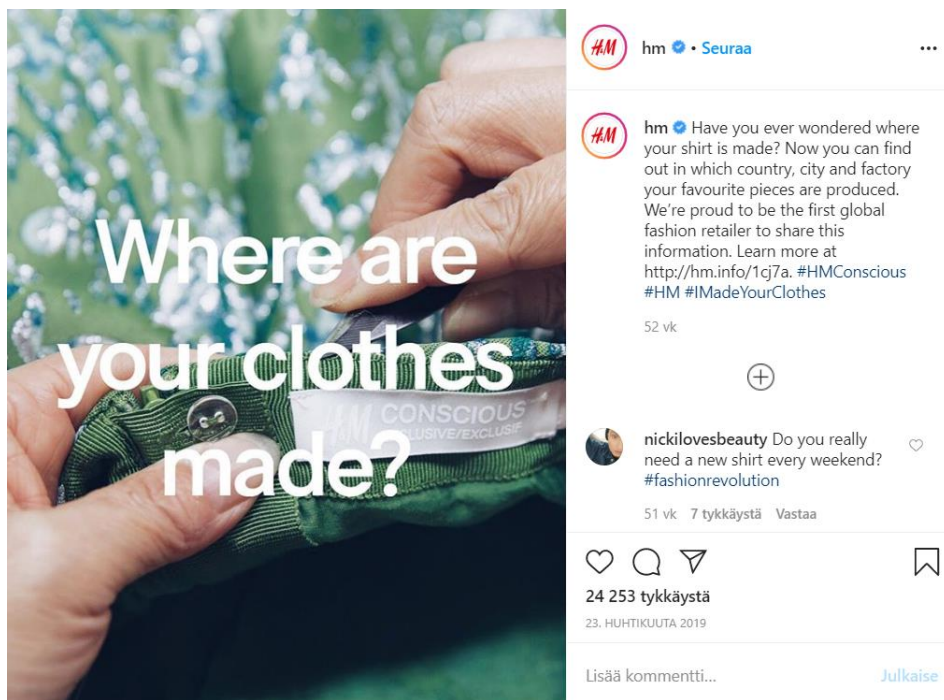 Where are
your clothes
made?
H&M CONSCIOUS
EXCLUSIVE/EXCLUSIF
H&M
hm • Seuraa
H&M
hm Have you ever wondered where
your shirt is made? Now you can find
out in which country, city and factory
your favourite pieces are produced.
We're proud to be the first global
fashion retailer to share this
information. Learn more at
http://hm.info/1cj7a. #HMConscious
#HM #IMadeYourClothes
52 vk
nickilovesbeauty Do you really
need a new shirt every weekend?
#fashionrevolution
51 vk 7 tykkäystä Vastaa
24 253 tykkäystä
23. HUHTIKUUTA 2019
Lisää kommentti... Julkaise